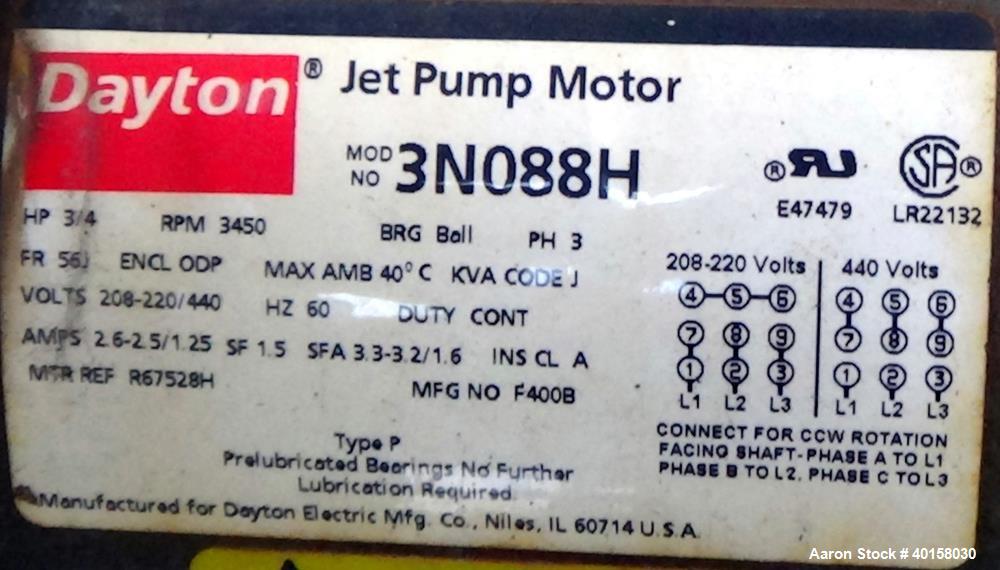 Dayton® Jet Pump Motor
MOD NO 3N088H
E47479
LR22132
HP 3/4 RPM 3450 BRG Ball PH 3
FR 56J ENCL ODP MAX AMB 40° C KVA CODE J
VOLTS 208-220/440 HZ 60 DUTY CONT
AMPS 2.6-2.5/1.25 SF 1.5 SFA 3.3-3.2/1.6 INS CL A
MTR REF R67528H MFG NO F400B
208-220 Volts 440 Volts
4 5 6 4 5 6
7 8 9 7 8 9
1 2 3 1 2 3
L1 L2 L3 L1 L2 L3
CONNECT FOR CCW ROTATION
FACING SHAFT-PHASE A TO L1
PHASE B TO L2, PHASE C TO L3
Type P
Prelubricated Bearings No Further
Lubrication Required.
Manufactured for Dayton Electric Mfg. Co., Niles, IL 60714 U.S.A.
Aaron Stock # 40158030